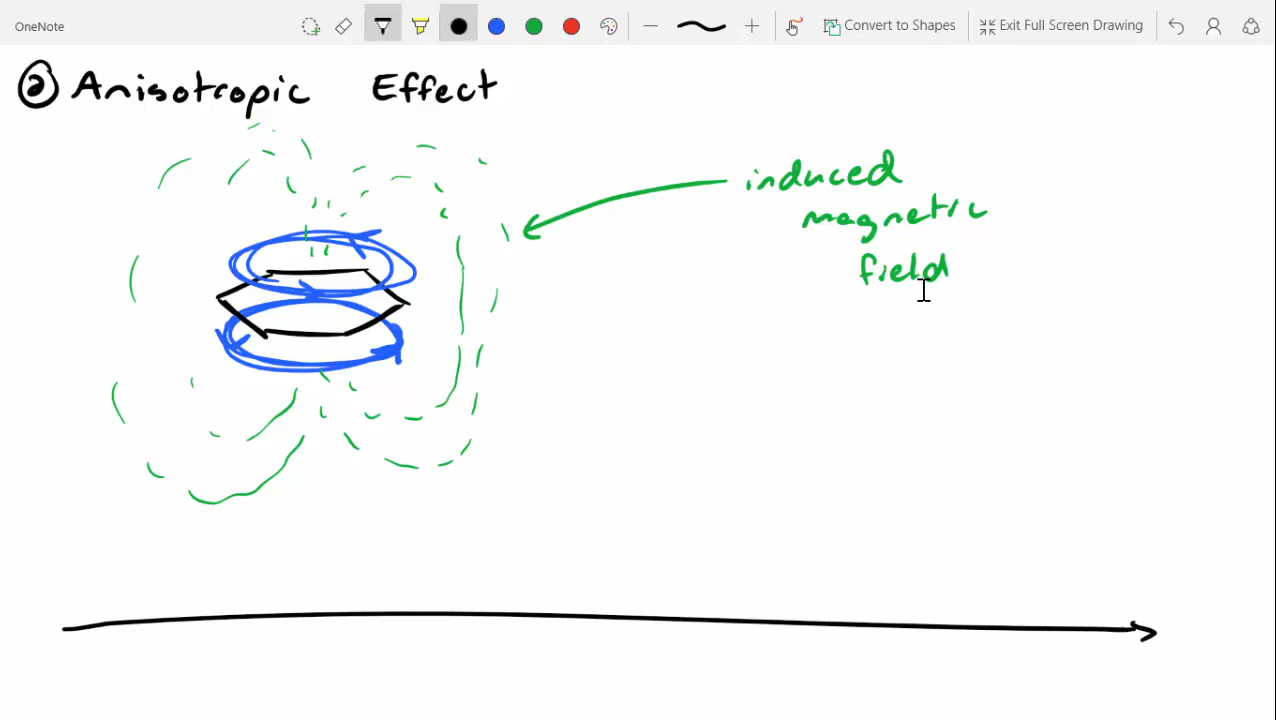 OneNote
Convert to Shapes
Exit Full Screen Drawing
② Anisotropic Effect
induced
magnetic
field